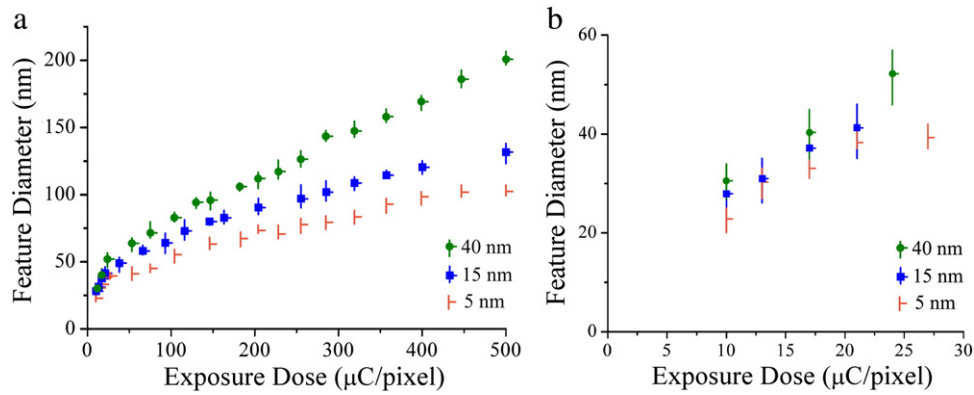 a
Feature Diameter (nm)
200
150
100
50
0
0 100 200 300 400 500
Exposure Dose (μC/pixel)
40 nm
15 nm
5 nm
b
Feature Diameter (nm)
60
40
20
0
0 5 10 15 20 25 30
Exposure Dose (μC/pixel)
40 nm
15 nm
5 nm